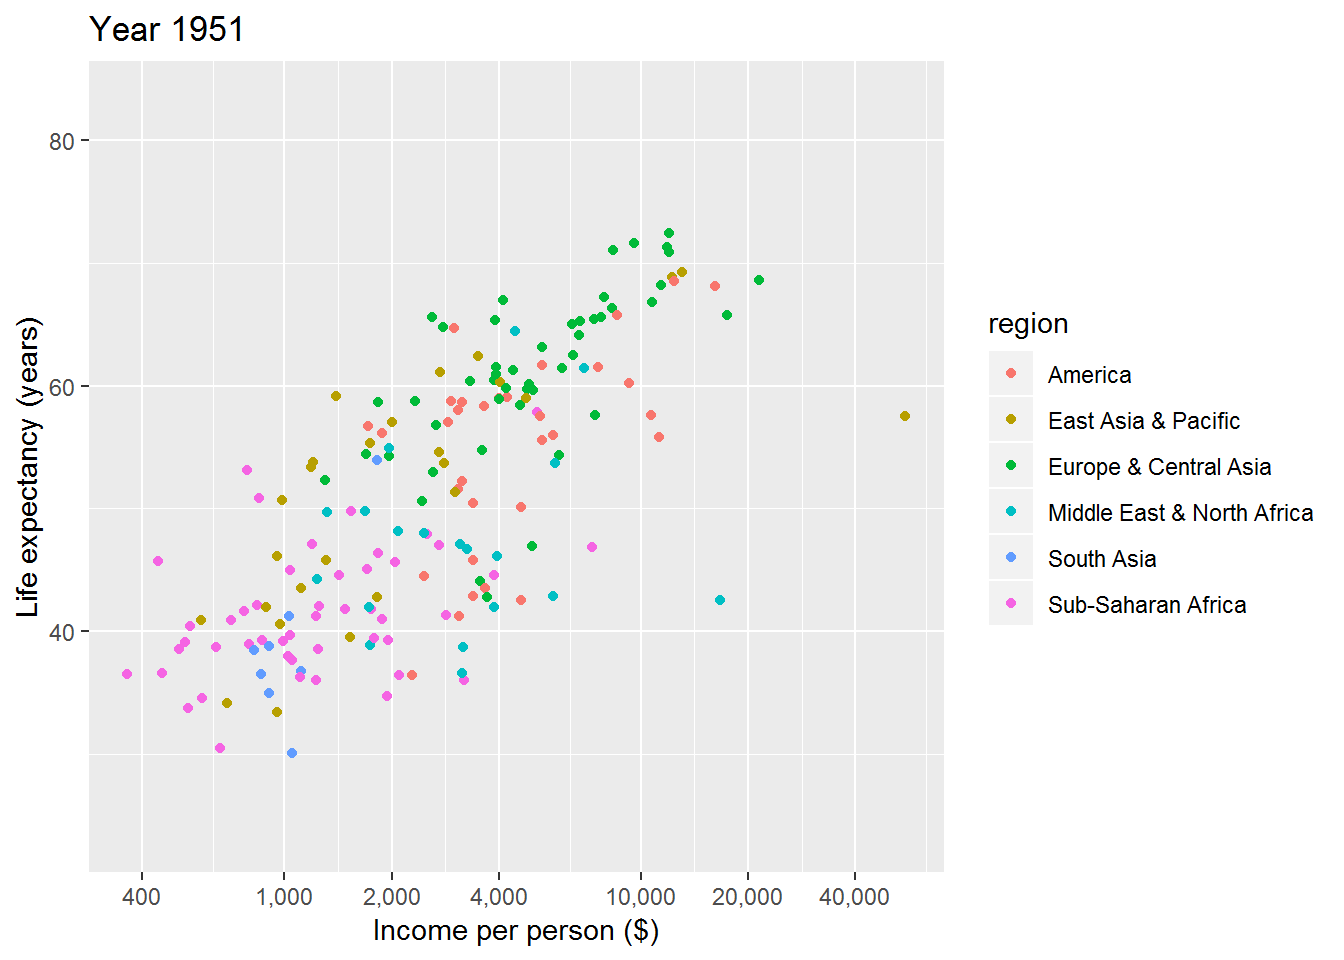 Year 1951
Life expectancy (years)
80
60
40
400 1,000 2,000 4,000 10,000 20,000 40,000
Income per person ($)
region
America
East Asia & Pacific
Europe & Central Asia
Middle East & North Africa
South Asia
Sub-Saharan Africa